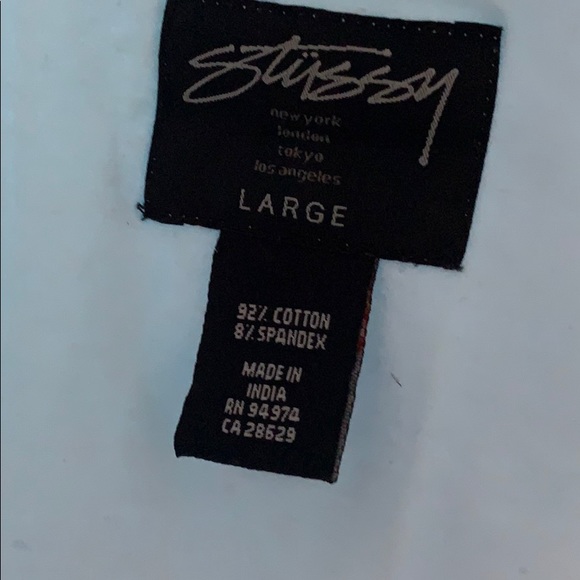 Stüssy
new york
london
tokyo
los angeles
LARGE
92% COTTON
8% SPANDEX
MADE IN
INDIA
RN 94974
CA 28629